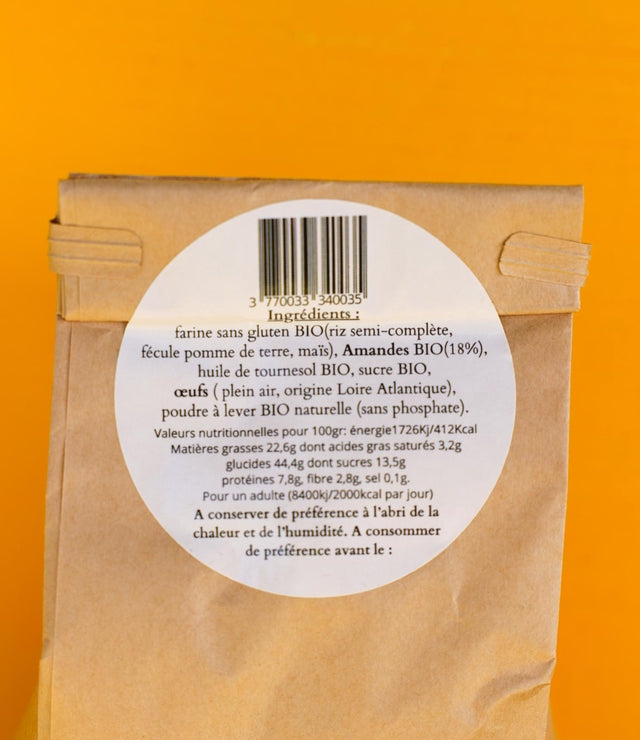 3 770033 340035
Ingrédients :
farine sans gluten BIO(riz semi-complète,
fécule pomme de terre, maïs), Amandes BIO(18%),
huile de tournesol BIO, sucre BIO,
œufs ( plein air, origine Loire Atlantique),
poudre à lever BIO naturelle (sans phosphate).
Valeurs nutritionnelles pour 100gr: énergie1726Kj/412Kcal
Matières grasses 22,6g dont acides gras saturés 3,2g
glucides 44,4g dont sucres 13,5g
protéines 7,8g, fibre 2,8g, sel 0,1g.
Pour un adulte (8400kj/2000kcal par jour)
A conserver de préférence à l'abri de la
chaleur et de l'humidité. A consommer
de préférence avant le :